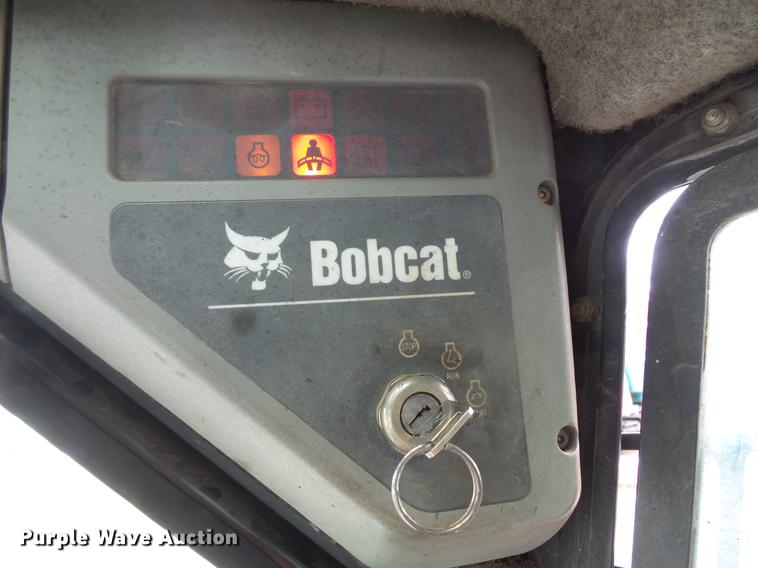 Bobcat®
STOP
RUN
Purple Wave Auction